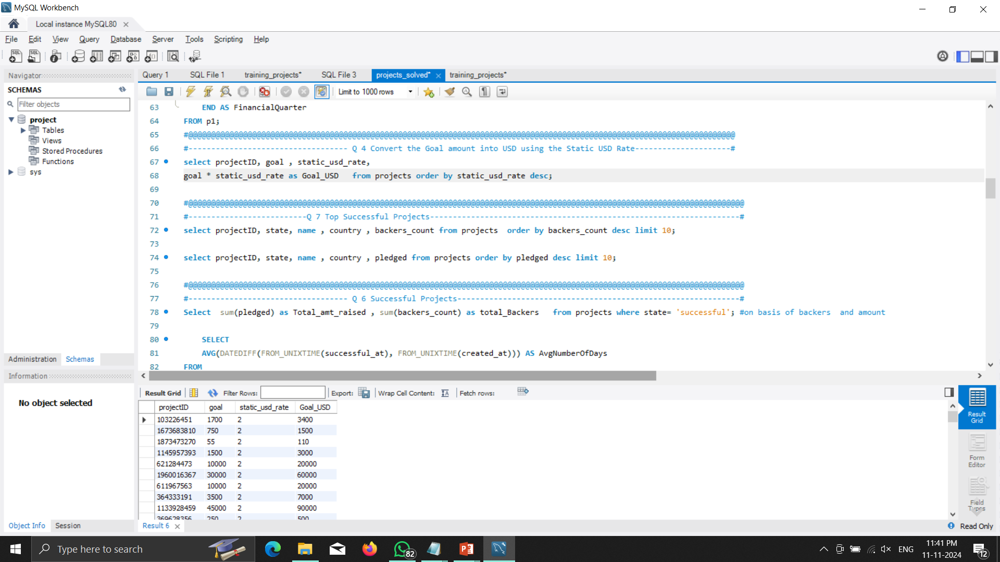 MySQL Workbench
Local instance MySQL80
File Edit View Query Database Server Tools Scripting Help
Navigator
SCHEMAS
Filter objects
project
Tables
Views
Stored Procedures
Functions
sys
Administration Schemas
Information
No object selected
Object Info Session
Query 1 SQL File 1 training_projects* SQL File 3 projects_solved* training_projects*
Limit to 1000 rows
63 END AS FinancialQuarter
64 FROM p1;
65
66 #----------------------------------- Q 4 Convert the Goal amount into USD using the Static USD Rate---------------------#
67 select projectID, goal , static_usd_rate,
68 goal * static_usd_rate as Goal_USD from projects order by static_usd_rate desc;
69
70
71 #--------------------------Q 7 Top Successful Projects--------------------------------------------------------------------#
72 select projectID, state, name , country , backers_count from projects order by backers_count desc limit 10;
73
74 select projectID, state, name , country , pledged from projects order by pledged desc limit 10;
75
76
77 #----------------------------------- Q 6 Successful Projects--------------------------------------------------------------#
78 Select sum(pledged) as Total_amt_raised , sum(backers_count) as total_Backers from projects where state= 'successful'; #on basis of backers and amount
79
80 SELECT
81 AVG(DATEDIFF(FROM_UNIXTIME(successful_at), FROM_UNIXTIME(created_at))) AS AvgNumberOfDays
82 FROM
Result Grid Filter Rows: Export: Wrap Cell Content: Fetch rows:
projectID goal static_usd_rate Goal_USD
103226451 1700 2 3400
1673683810 750 2 1500
1873473270 55 2 110
1145957393 1500 2 3000
621284473 10000 2 20000
1960016367 30000 2 60000
611967563 10000 2 20000
364333191 3500 2 7000
1133928459 45000 2 90000
369628356 250 2 500
Result Grid
Form Editor
Field Types
Result 6
Read Only
Type here to search
82
ENG
11:41 PM
11-11-2024
12